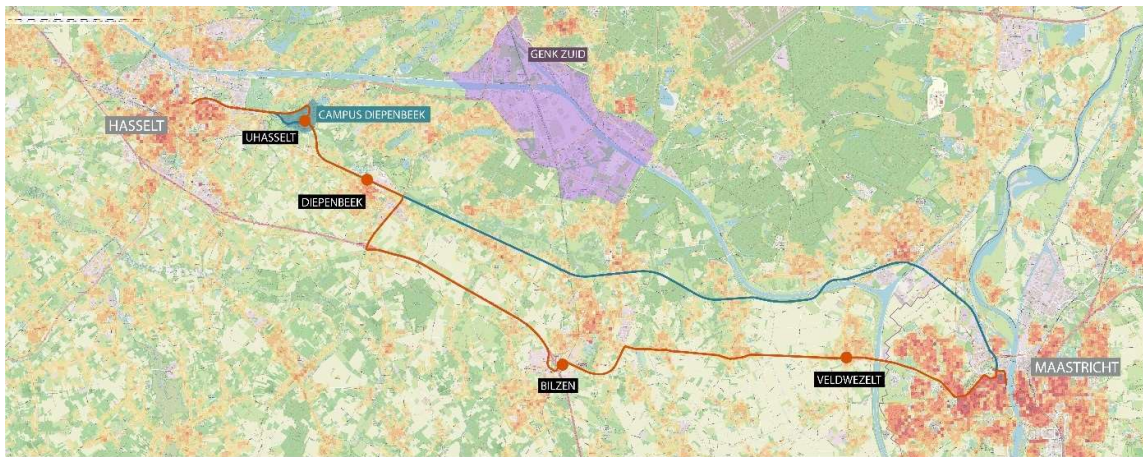 GENK ZUID
CAMPUS DIEPENBEEK
HASSELT
UHASSELT
DIEPENBEEK
BILZEN
VELDWEZELT
MAASTRICHT